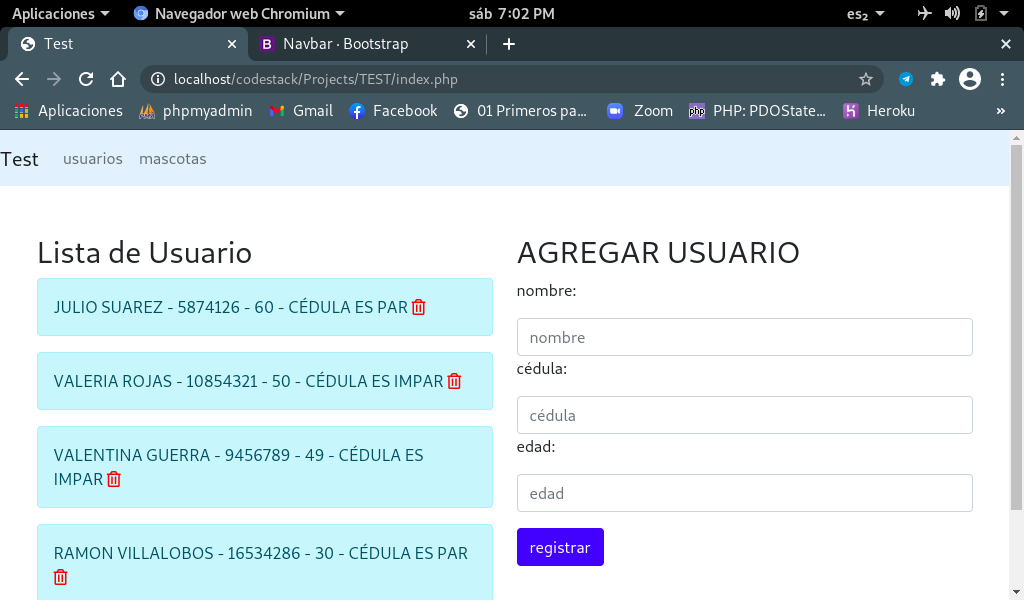 Aplicaciones
Navegador web Chromium
sáb 7:02 PM
es₂
Test
Navbar · Bootstrap
localhost/codestack/Projects/TEST/index.php
Aplicaciones
phpmyadmin
Gmail
Facebook
01 Primeros pa...
Zoom
PHP: PDOState...
Heroku
»
Test
usuarios
mascotas
Lista de Usuario
JULIO SUAREZ - 5874126 - 60 - CÉDULA ES PAR
VALERIA ROJAS - 10854321 - 50 - CÉDULA ES IMPAR
VALENTINA GUERRA - 9456789 - 49 - CÉDULA ES
IMPAR
RAMON VILLALOBOS - 16534286 - 30 - CÉDULA ES PAR
AGREGAR USUARIO
nombre:
nombre
cédula:
cédula
edad:
edad
registrar